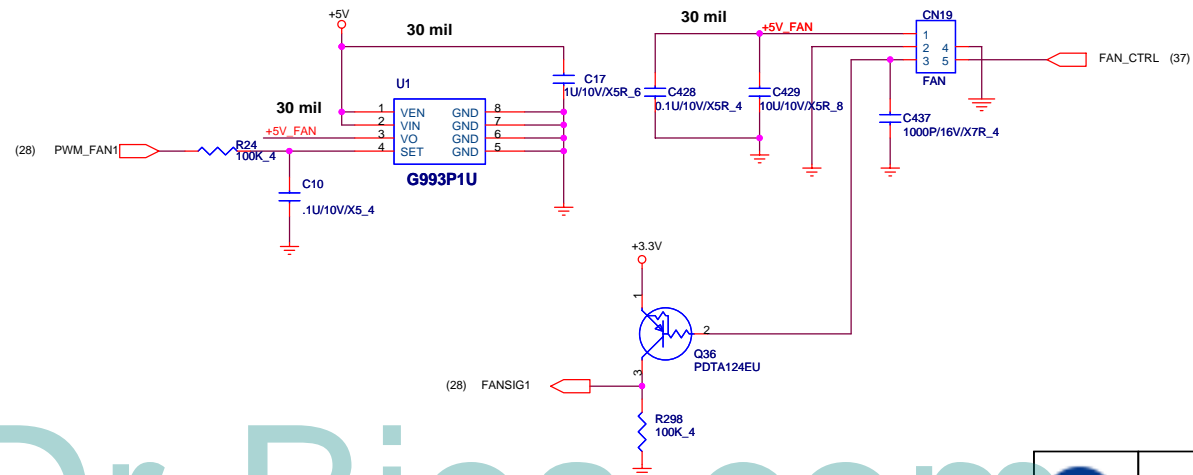 +5V
30 mil
30 mil
+5V_FAN
CN19
1
2
3
4
5
FAN
FAN_CTRL (37)
U1
C17
1U/10V/X5R_6
C428
0.1U/10V/X5R_4
C429
10U/10V/X5R_8
C437
1000P/16V/X7R_4
30 mil
+5V_FAN
1
2
3
4
VEN
VIN
VO
SET
GND
GND
GND
GND
8
7
6
5
G993P1U
(28) PWM_FAN1
R24
100K_4
C10
.1U/10V/X5_4
+3.3V
1
2
3
Q36
PDTA124EU
(28) FANSIG1
R298
100K_4